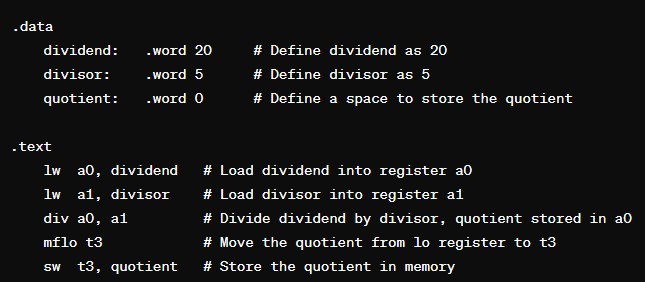 .data
    dividend:   .word 20     # Define dividend as 20
    divisor:    .word 5      # Define divisor as 5
    quotient:   .word 0      # Define a space to store the quotient

.text
    lw  a0, dividend   # Load dividend into register a0
    lw  a1, divisor    # Load divisor into register a1
    div a0, a1         # Divide dividend by divisor, quotient stored in a0
    mflo t3            # Move the quotient from lo register to t3
    sw  t3, quotient   # Store the quotient in memory